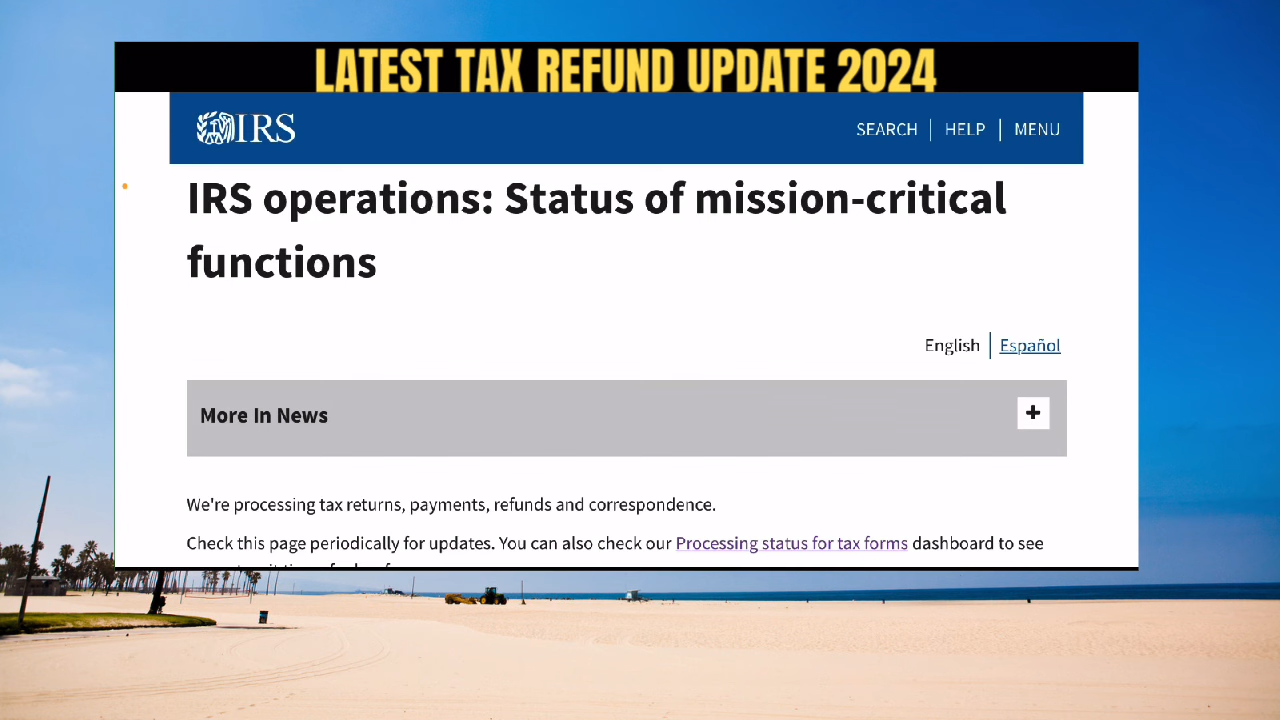 LATEST TAX REFUND UPDATE 2024
IRS
SEARCH HELP MENU
IRS operations: Status of mission-critical
functions
English Español
More In News
+
We're processing tax returns, payments, refunds and correspondence.
Check this page periodically for updates. You can also check our Processing status for tax forms dashboard to see